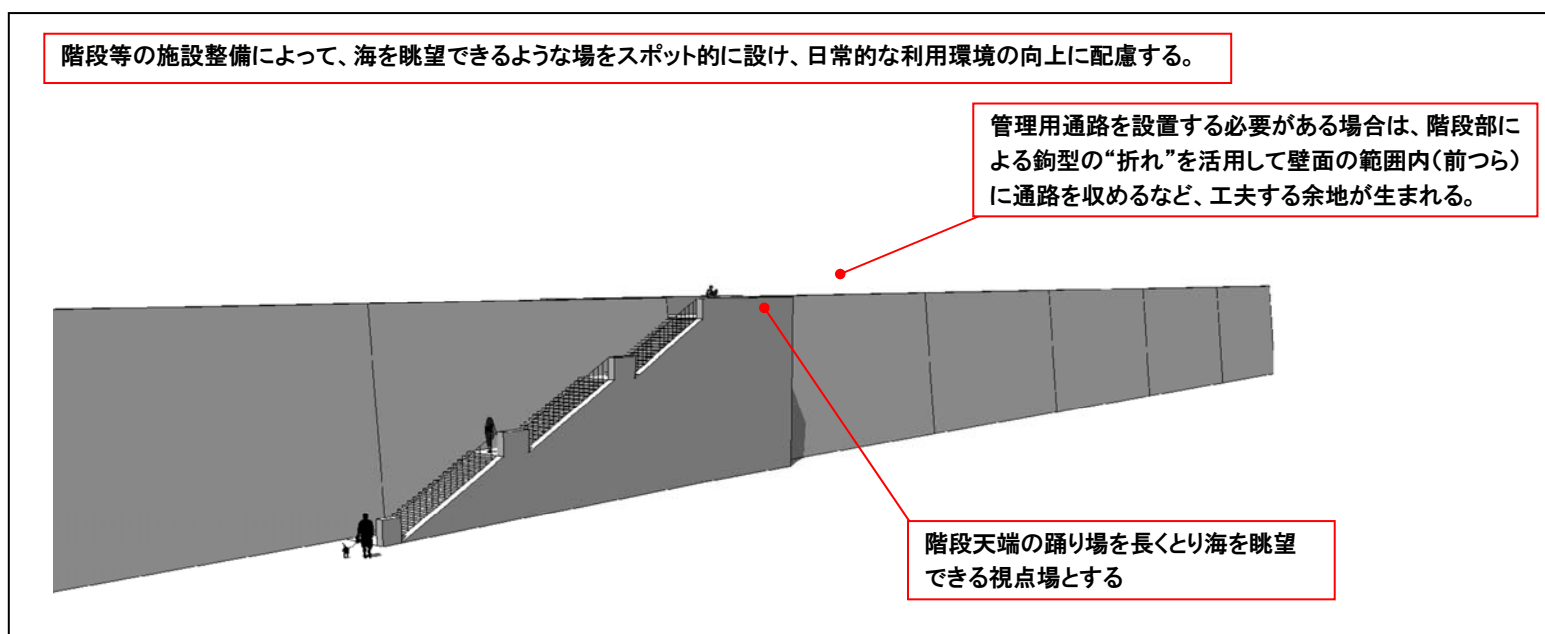 階段等の施設整備によって、海を眺望できるような場をスポット的に設け、日常的な利用環境の向上に配慮する。
管理用通路を設置する必要がある場合は、階段部に
よる鉤型の“折れ”を活用して壁面の範囲内(前つら)
に通路を収めるなど、工夫する余地が生まれる。
階段天端の踊り場を長くとり海を眺望
できる視点場とする